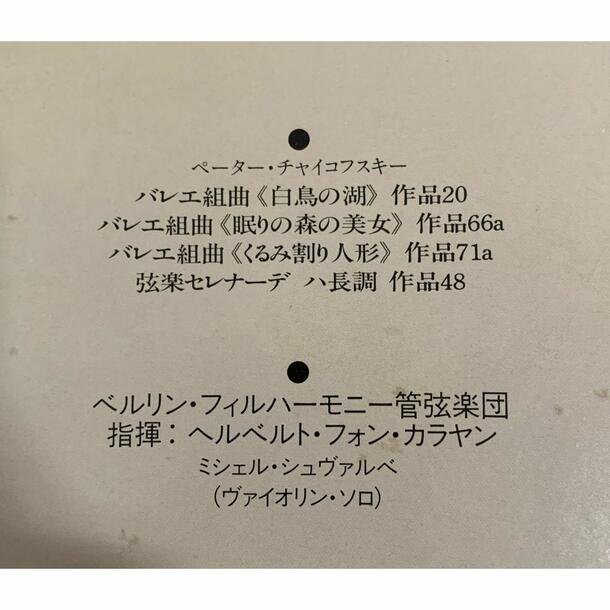 ●
ペーター・チャイコフスキー
バレエ組曲《白鳥の湖》 作品20
バレエ組曲《眠りの森の美女》 作品66a
バレエ組曲《くるみ割り人形》 作品71a
弦楽セレナーデ ハ長調 作品48
●
ベルリン・フィルハーモニー管弦楽団
指揮：ヘルベルト・フォン・カラヤン
ミシェル・シュヴァルベ
(ヴァイオリン・ソロ)